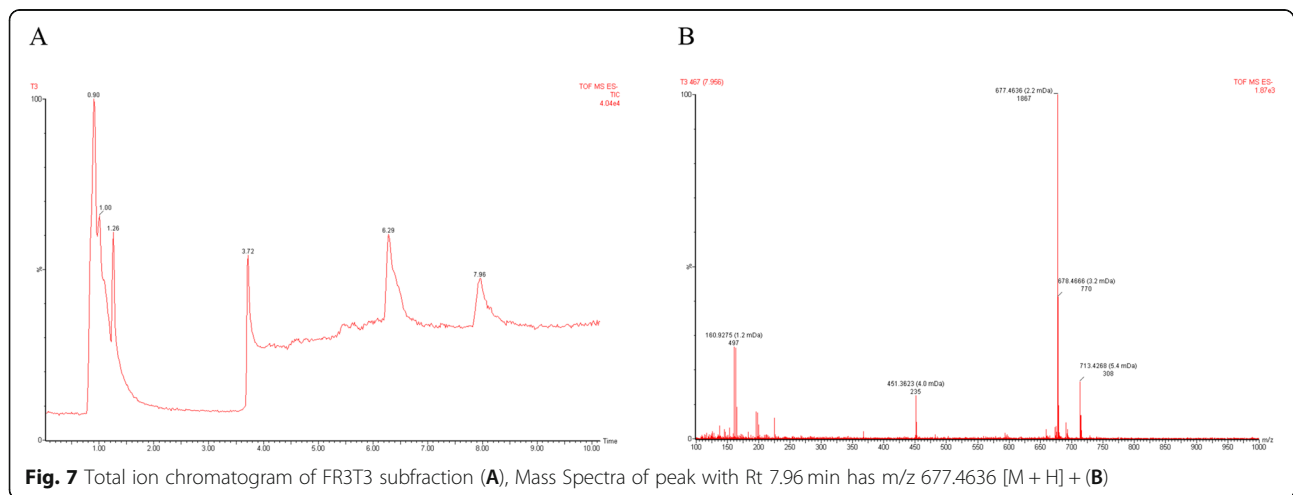 A
T3
TOF MS ES-
TIC
4.04e4
100
%
0
0.90
1.00
1.26
3.72
6.29
7.96
1.00 2.00 3.00 4.00 5.00 6.00 7.00 8.00 9.00 10.00 Time
B
T3 467 (7.956)
TOF MS ES-
1.87e3
100
%
0
677.4636 (2.2 mDa)
1867
678.4666 (3.2 mDa)
770
160.9275 (1.2 mDa)
497
451.3623 (4.0 mDa)
235
713.4268 (5.4 mDa)
308
100 150 200 250 300 350 400 450 500 550 600 650 700 750 800 850 900 950 1000 m/z
Fig. 7 Total ion chromatogram of FR3T3 subfraction (A), Mass Spectra of peak with Rt 7.96 min has m/z 677.4636 [M + H] + (B)